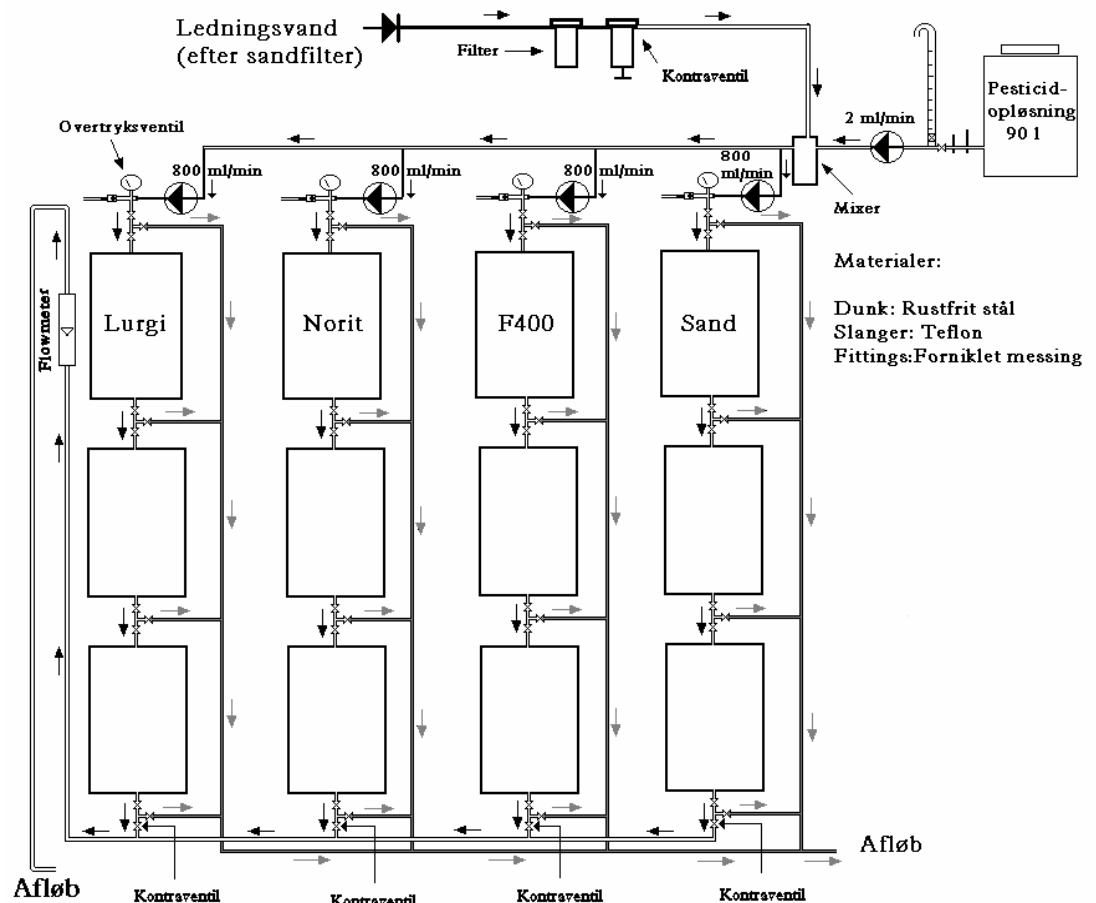 Ledningsvand
(efter sandfilter)
Filter
Kontraventil
Pesticid-
opløsning
90 l
2 ml/min
Overtryksventil
800 ml/min
800 ml/min
800 ml/min
800
ml/min
Mixer
Materialer:
Dunk: Rustfrit stål
Slanger: Teflon
Fittings:Forniklet messing
Flowmeter
Lurgi
Norit
F400
Sand
Afløb
Afløb
Kontraventil
Kontraventil
Kontraventil
Kontraventil